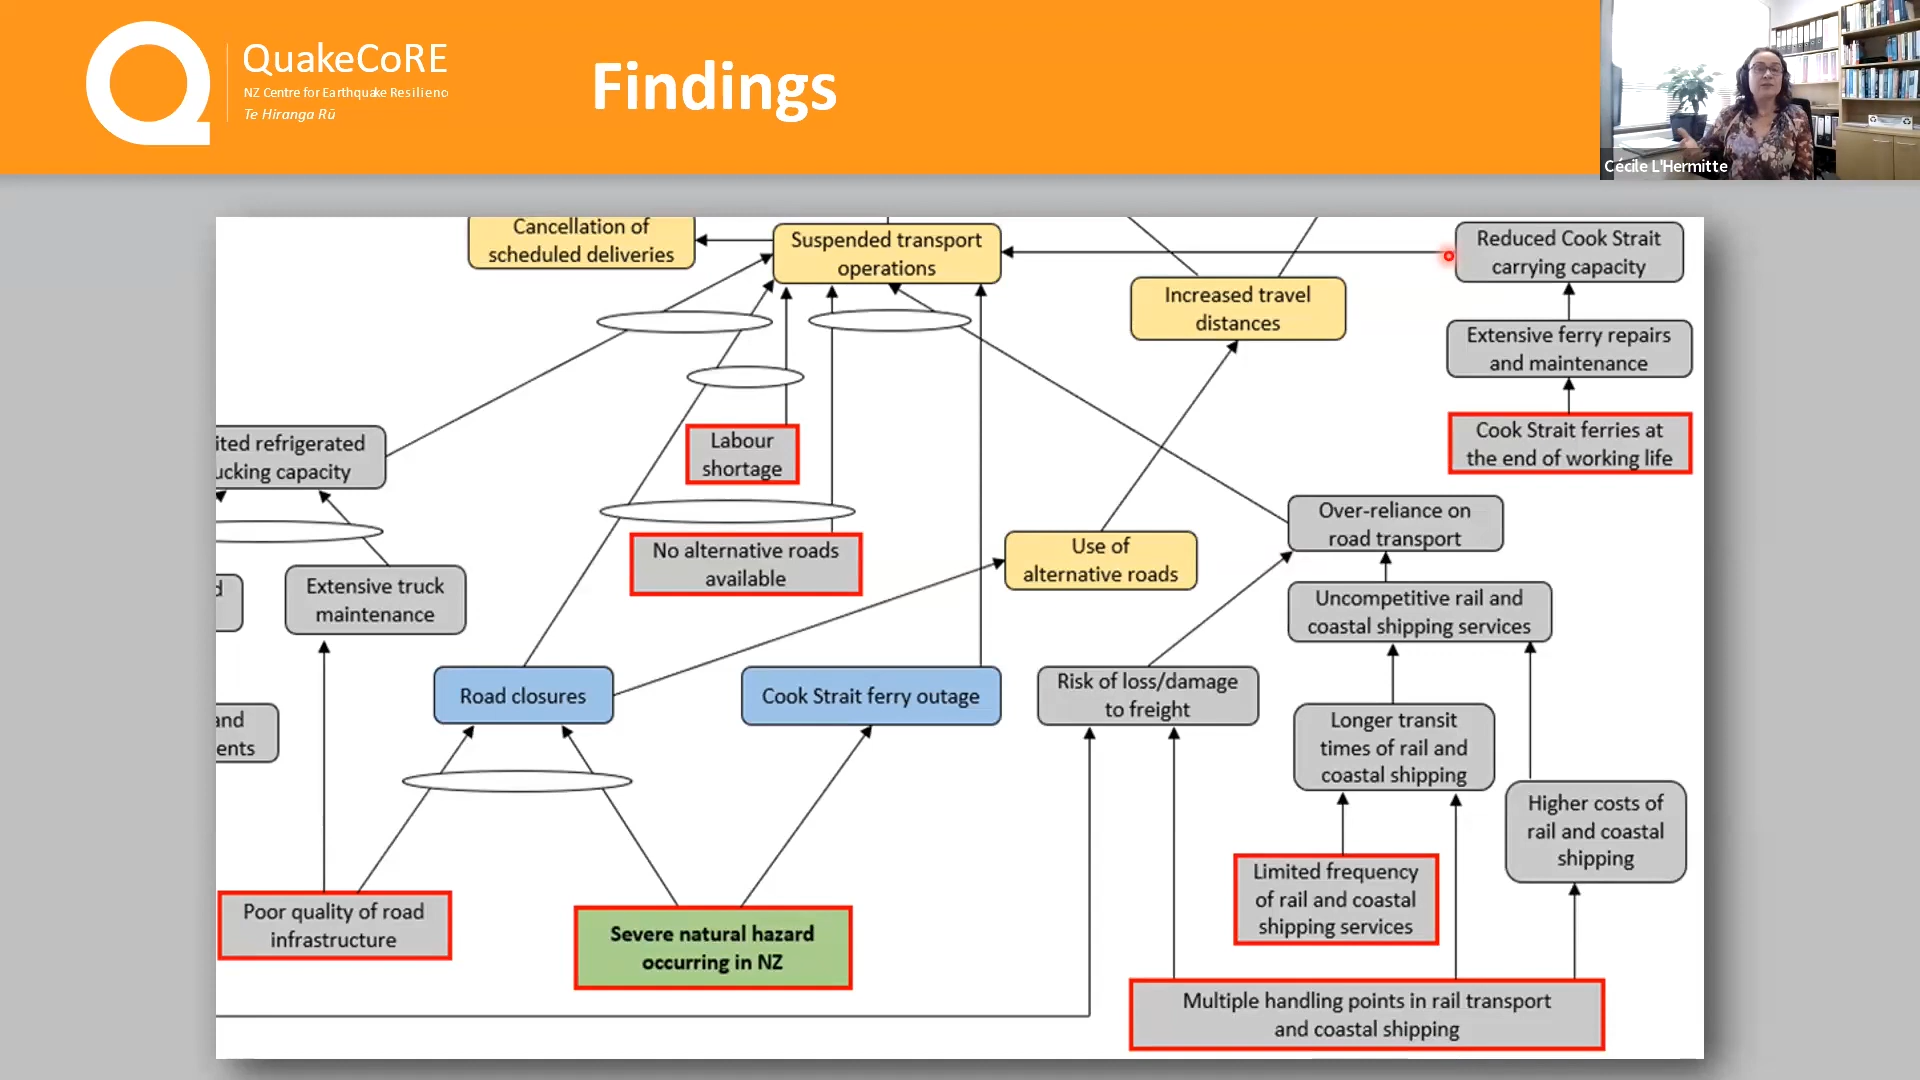 QuakeCoRE
NZ Centre for Earthquake Resilienc
Te Hiranga Rū
Findings
Cécile L'Hermitte
Cancellation of
scheduled deliveries
Suspended transport
operations
Reduced Cook Strait
carrying capacity
Increased travel
distances
Extensive ferry repairs
and maintenance
Cook Strait ferries at
the end of working life
ited refrigerated
ucking capacity
Labour
shortage
Over-reliance on
road transport
No alternative roads
available
Use of
alternative roads
Extensive truck
maintenance
d
Uncompetitive rail and
coastal shipping services
Road closures
Cook Strait ferry outage
Risk of loss/damage
to freight
and
ents
Longer transit
times of rail and
coastal shipping
Higher costs of
rail and coastal
shipping
Limited frequency
of rail and coastal
shipping services
Poor quality of road
infrastructure
Severe natural hazard
occurring in NZ
Multiple handling points in rail transport
and coastal shipping